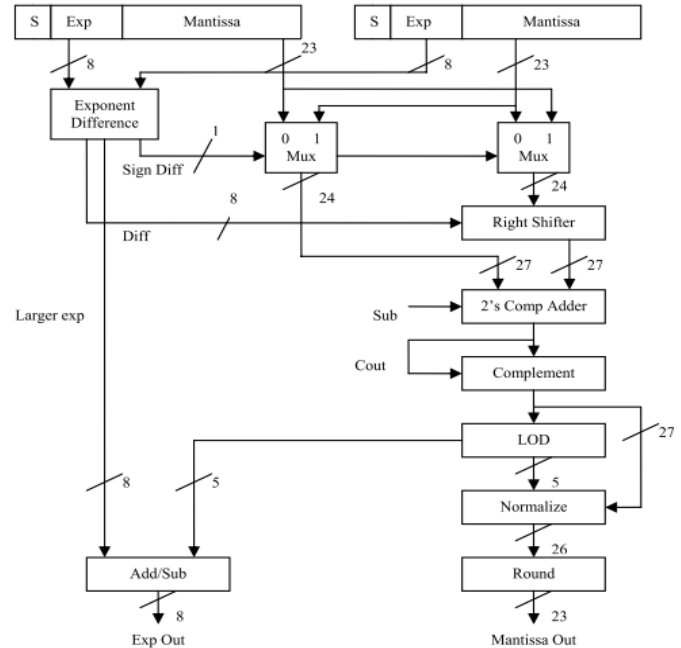 S Exp Mantissa S Exp Mantissa
8 23 8 23
Exponent
Difference
1
Sign Diff
0 1
Mux
0 1
Mux
24 24
8
Diff
Right Shifter
27 27
Larger exp
Sub
2's Comp Adder
Cout
Complement
27
LOD
8 5 5
Normalize
26
Add/Sub
Round
8 23
Exp Out Mantissa Out